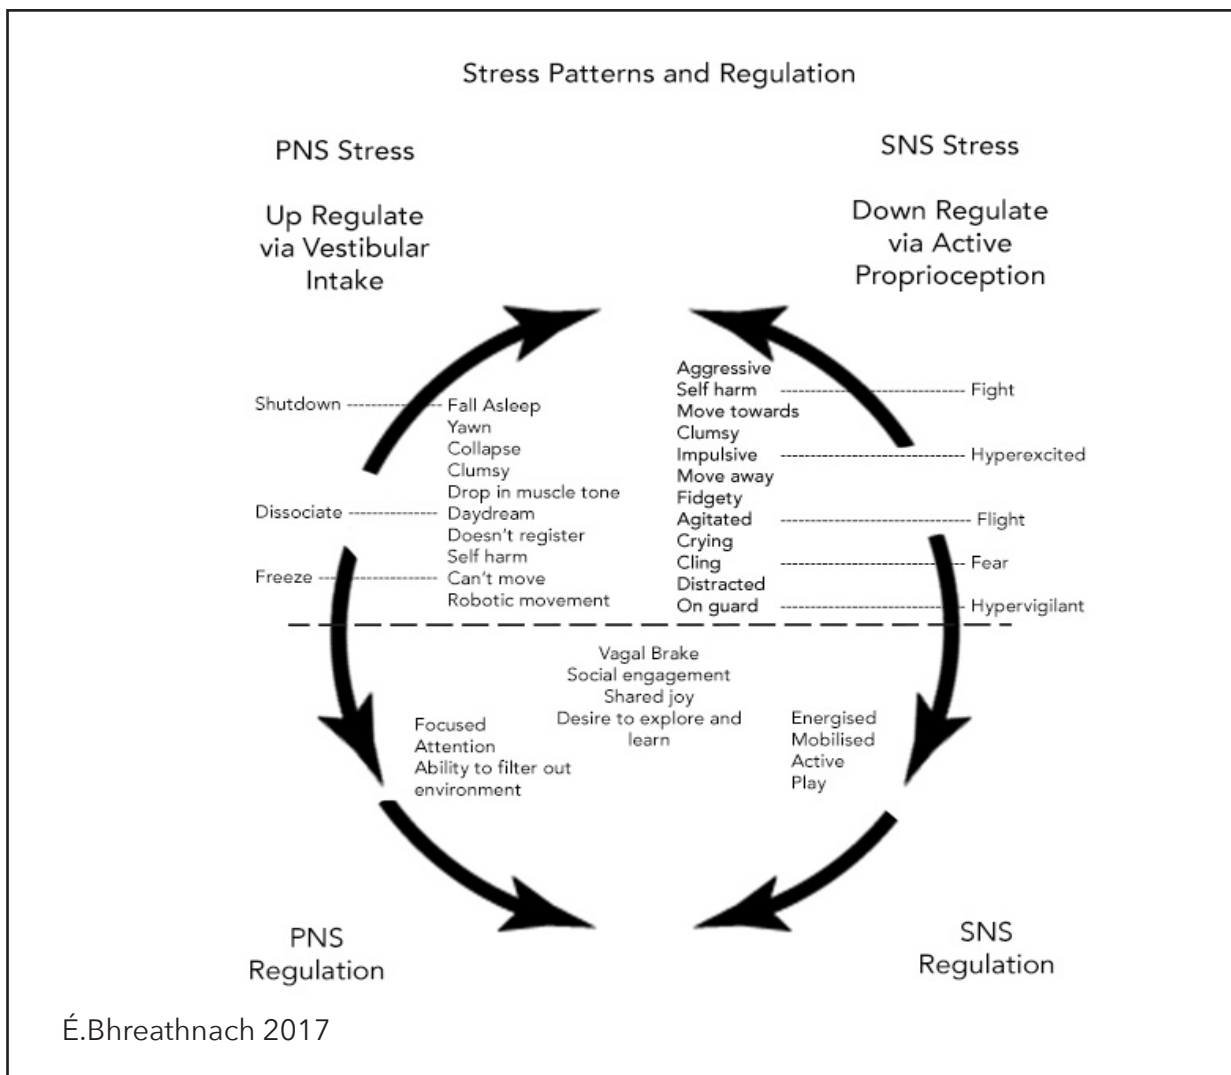 Stress Patterns and Regulation
PNS Stress
Up Regulate
via Vestibular
Intake
SNS Stress
Down Regulate
via Active
Proprioception
Shutdown
Dissociate
Freeze
Fall Asleep
Yawn
Collapse
Clumsy
Drop in muscle tone
Daydream
Doesn't register
Self harm
Can't move
Robotic movement
Aggressive
Self harm
Move towards
Clumsy
Impulsive
Move away
Fidgety
Agitated
Crying
Cling
Distracted
On guard
Fight
Hyperexcited
Flight
Fear
Hypervigilant
Vagal Brake
Social engagement
Shared joy
Desire to explore and
learn
Focused
Attention
Ability to filter out
environment
Energised
Mobilised
Active
Play
PNS
Regulation
SNS
Regulation
É.Bhreathnach 2017